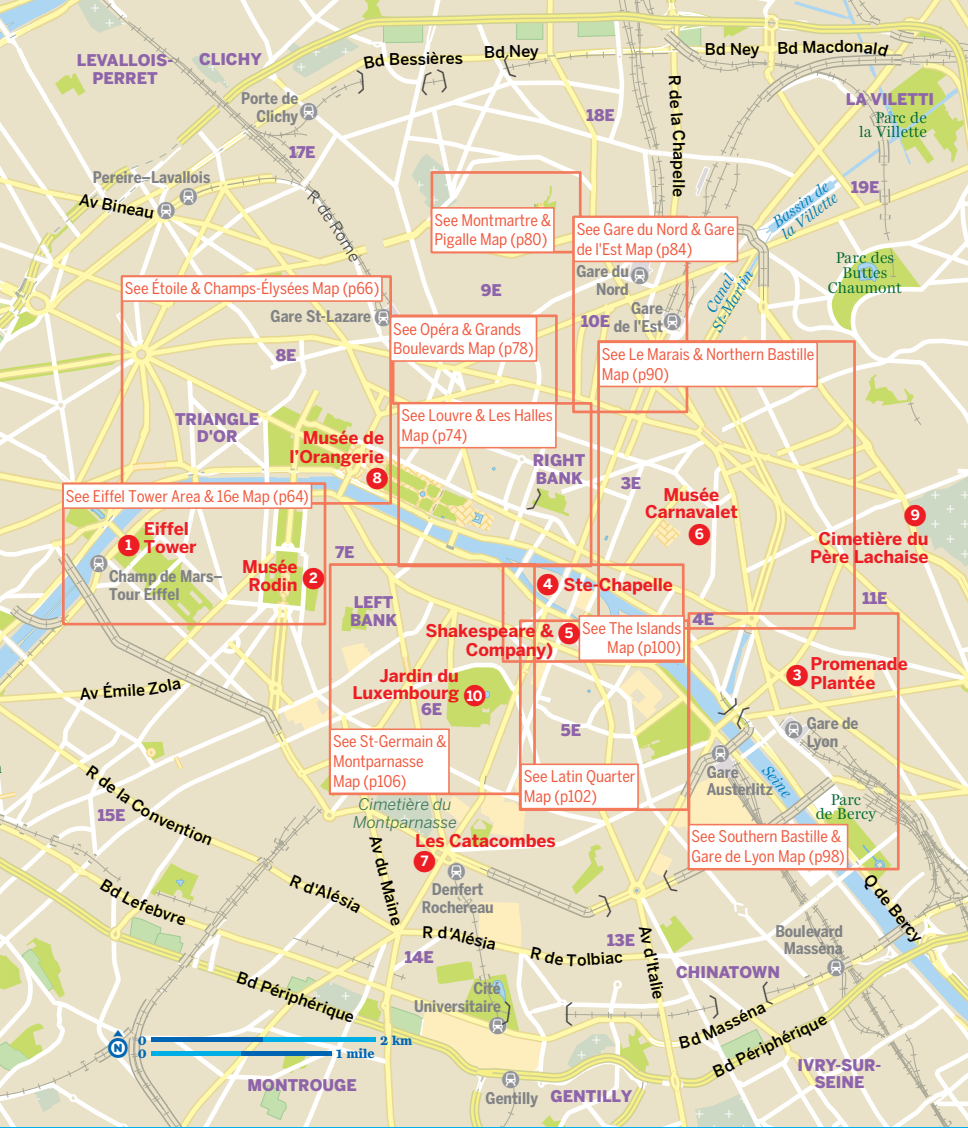 LEVALLOIS-
PERRET
CLICHY
Bd Bessières
Bd Ney
Bd Ney
Bd Macdonald
Porte de
Clichy
R de la Chapelle
18E
LA VILETTI
Parc de
la Villette
17E
Pereire–Lavallois
Av Bineau
R de Rome
19E
Bassin de
la Villette
See Montmartre &
Pigalle Map (p80)
See Gare du Nord & Gare
de l'Est Map (p84)
Gare du
Nord
Parc des
Buttes
Chaumont
See Étoile & Champs-Élysées Map (p66)
9E
Canal
St-Martin
Gare St-Lazare
10E
Gare
de l'Est
See Opéra & Grands
Boulevards Map (p78)
8E
See Le Marais & Northern Bastille
Map (p90)
TRIANGLE
D'OR
See Louvre & Les Halles
Map (p74)
Musée de
l'Orangerie
8
RIGHT
BANK
3E
See Eiffel Tower Area & 16e Map (p64)
Musée
Carnavalet
6
9
Cimetière du
Père Lachaise
1
Eiffel
Tower
7E
Champ de Mars–
Tour Eiffel
Musée
Rodin
2
4
Ste-Chapelle
LEFT
BANK
11E
4E
Shakespeare &
Company)
5
See The Islands
Map (p100)
3
Promenade
Plantée
Jardin du
Luxembourg
10
6E
Av Émile Zola
5E
Gare de
Lyon
See St-Germain &
Montparnasse
Map (p106)
See Latin Quarter
Map (p102)
Gare
Austerlitz
Seine
R de la Convention
15E
Cimetière du
Montparnasse
Parc
de Bercy
See Southern Bastille &
Gare de Lyon Map (p98)
Les Catacombes
7
Av du Maine
Denfert
Rochereau
Bd Lefebvre
R d'Alésia
Q de Bercy
R d'Alésia
R de Tolbiac
13E
Av d'Italie
Boulevard
Massena
14E
CHINATOWN
Bd Périphérique
Cité
Universitaire
Bd Masséna
Bd Périphérique
N
0
2 km
0
1 mile
MONTROUGE
Gentilly
GENTILLY
IVRY-SUR-
SEINE